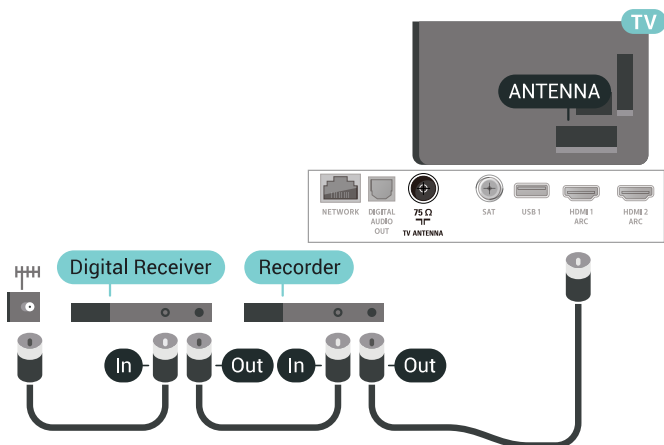 TV
ANTENNA
NETWORK
DIGITAL
AUDIO
OUT
75 Ω
TV ANTENNA
SAT
USB 1
HDMI 1
ARC
HDMI 2
ARC
Digital Receiver
Recorder
In
Out
In
Out